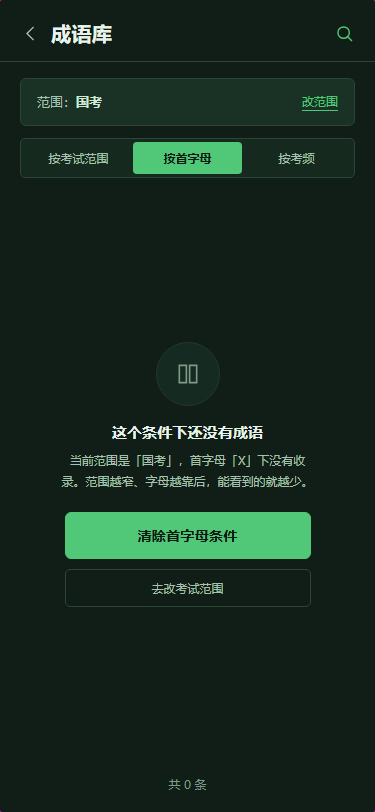 成语库
范围：国考 改范围
按考试范围 按首字母 按考频
这个条件下还没有成语
当前范围是「国考」，首字母「X」下没有收
录。范围越窄、字母越靠后，能看到的就越少。
清除首字母条件
去改考试范围
共 0 条